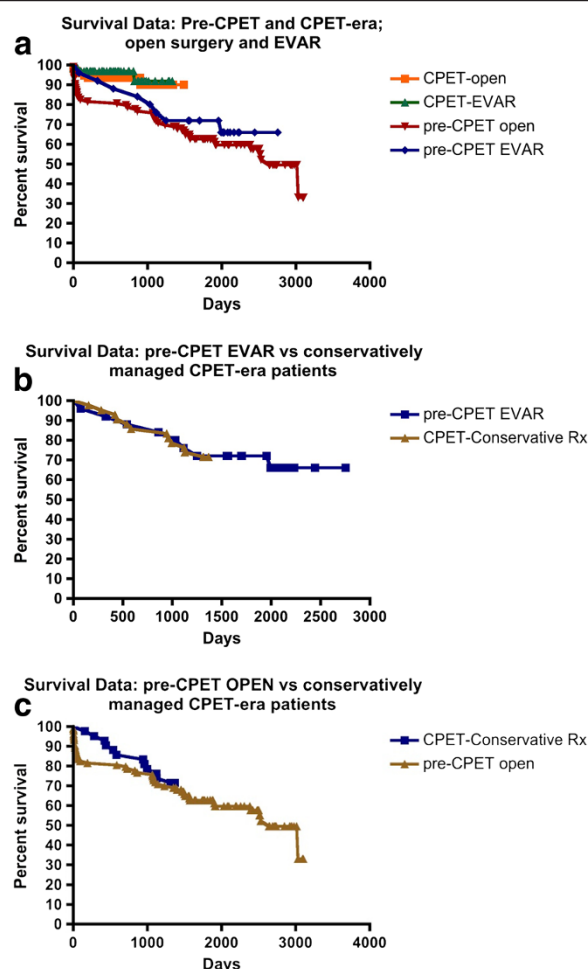 a
Survival Data: Pre-CPET and CPET-era;
open surgery and EVAR
Percent survival
100
90
80
70
60
50
40
30
20
10
0
0 1000 2000 3000 4000
Days
CPET-open
CPET-EVAR
pre-CPET open
pre-CPET EVAR
b
Survival Data: pre-CPET EVAR vs conservatively
managed CPET-era patients
Percent survival
100
90
80
70
60
50
40
30
20
10
0
0 500 1000 1500 2000 2500 3000
Days
pre-CPET EVAR
CPET-Conservative Rx
c
Survival Data: pre-CPET OPEN vs conservatively
managed CPET-era patients
Percent survival
100
90
80
70
60
50
40
30
20
10
0
0 1000 2000 3000 4000
Days
CPET-Conservative Rx
pre-CPET open